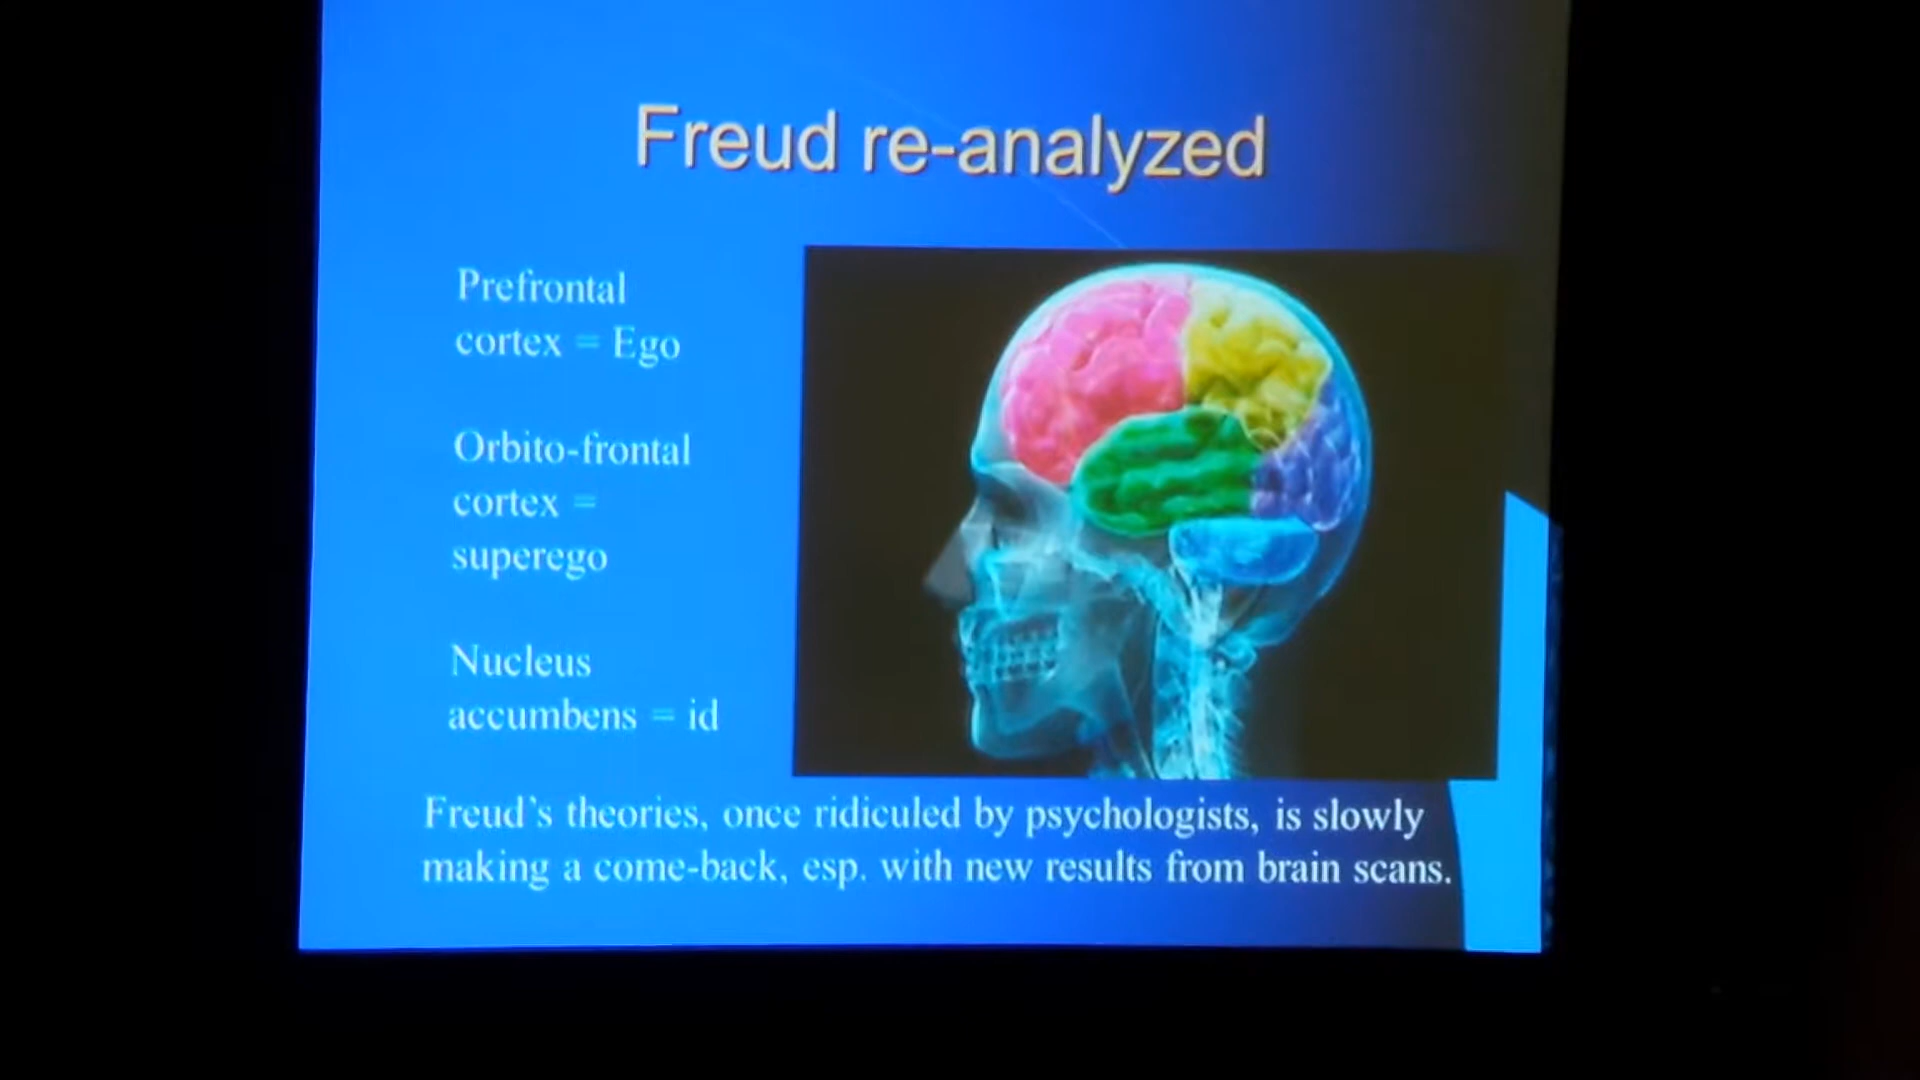 Freud re-analyzed
Prefrontal
cortex = Ego
Orbito-frontal
cortex =
superego
Nucleus
accumbens = id
Freud's theories, once ridiculed by psychologists, is slowly
making a come-back, esp. with new results from brain scans.